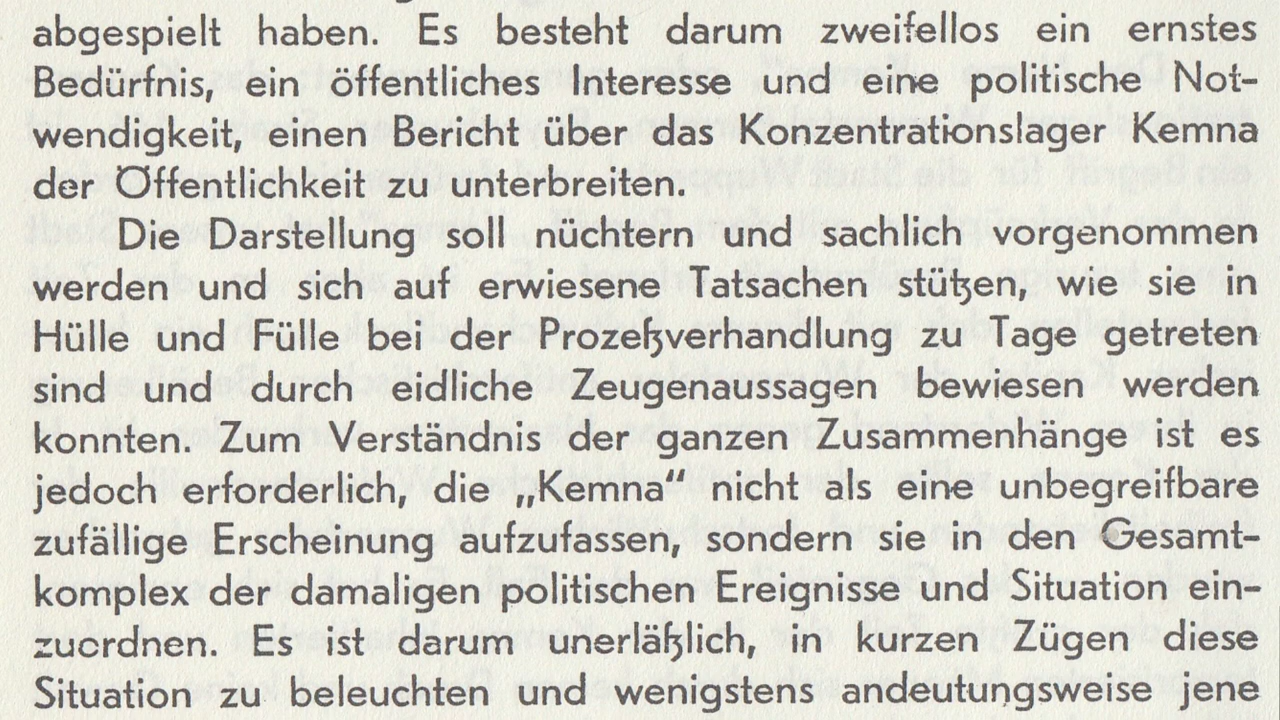 abgespielt haben. Es besteht darum zweifellos ein ernstes
Bedürfnis, ein öffentliches Interesse und eine politische Not-
wendigkeit, einen Bericht über das Konzentrationslager Kemna
der Öffentlichkeit zu unterbreiten.
Die Darstellung soll nüchtern und sachlich vorgenommen
werden und sich auf erwiesene Tatsachen stützen, wie sie in
Hülle und Fülle bei der Prozeßverhandlung zu Tage getreten
sind und durch eidliche Zeugenaussagen bewiesen werden
konnten. Zum Verständnis der ganzen Zusammenhänge ist es
jedoch erforderlich, die „Kemna“ nicht als eine unbegreifbare
zufällige Erscheinung aufzufassen, sondern sie in den Gesamt-
komplex der damaligen politischen Ereignisse und Situation ein-
zuordnen. Es ist darum unerläßlich, in kurzen Zügen diese
Situation zu beleuchten und wenigstens andeutungsweise jene